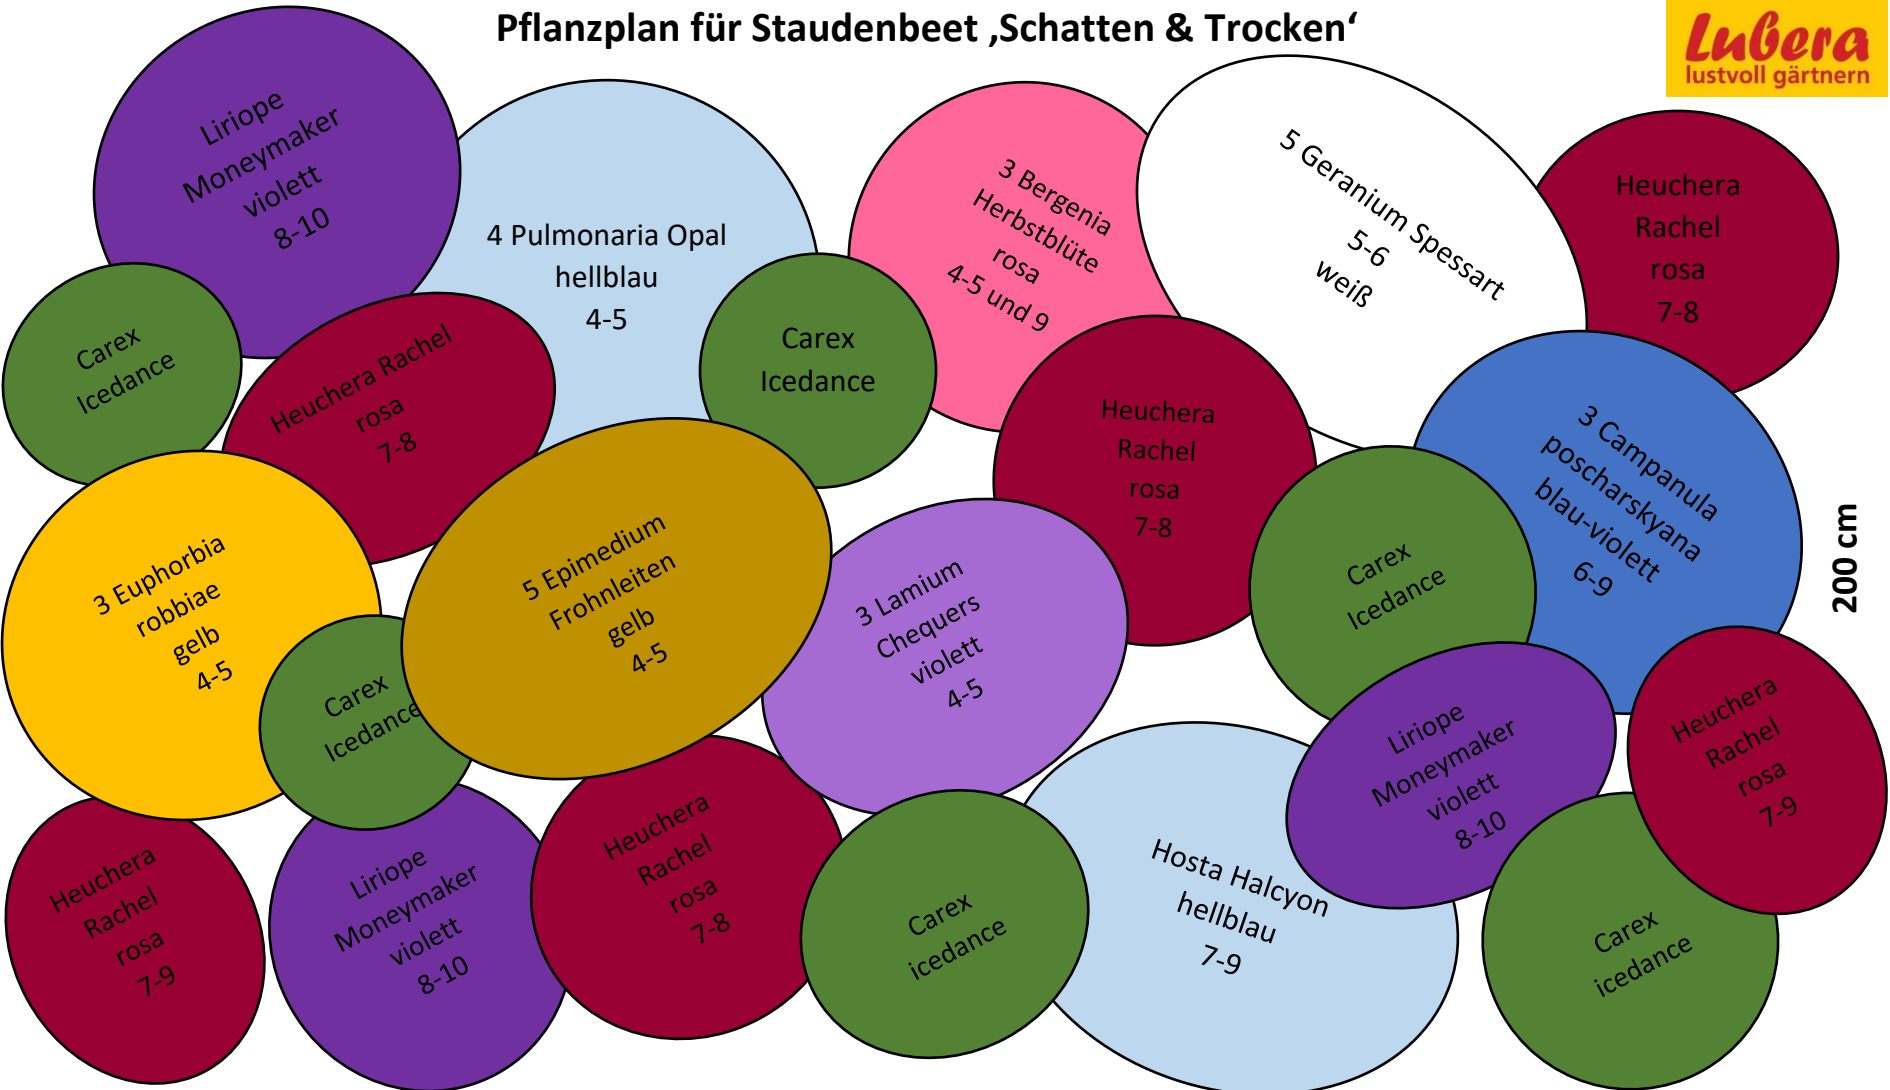 Pflanzplan für Staudenbeet ‚Schatten & Trocken‘
Lubera
lustvoll gärtnern
Liriope
Moneymaker
violett
8-10
4 Pulmonaria Opal
hellblau
4-5
3 Bergenia
Herbstblüte
rosa
4-5 und 9
5 Geranium Spessart
5-6
weiß
Heuchera
Rachel
rosa
7-8
Carex
Icedance
Heuchera Rachel
rosa
7-8
Carex
Icedance
Heuchera
Rachel
rosa
7-8
3 Campanula
poscharskyana
blau-violett
6-9
200 cm
3 Euphorbia
robbiae
gelb
4-5
5 Epimedium
Frohnleiten
gelb
4-5
3 Lamium
Chequers
violett
4-5
Carex
Icedance
Carex
Icedance
Liriope
Moneymaker
violett
8-10
Heuchera
Rachel
rosa
7-9
Heuchera
Rachel
rosa
7-9
Liriope
Moneymaker
violett
8-10
Heuchera
Rachel
rosa
7-8
Carex
icedance
Hosta Halcyon
hellblau
7-9
Carex
icedance